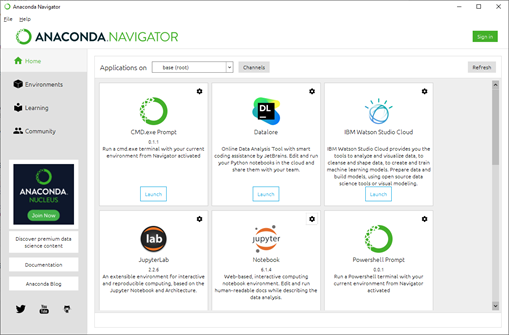 Anaconda Navigator
File Help
ANACONDA.NAVIGATOR
Sign in
Home
Environments
Learning
Community
ANACONDA
NUCLEUS
Join Now
Discover premium data
science content
Documentation
Anaconda Blog
You
Tube
Applications on
base (root)
Channels
Refresh
CMD.exe Prompt
0.1.1
Run a cmd.exe terminal with your current
environment from Navigator activated
Launch
DL
Datalore
Online Data Analysis Tool with smart
coding assistance by JetBrains. Edit and run
your Python notebooks in the cloud and
share them with your team.
Launch
IBM Watson Studio Cloud
IBM Watson Studio Cloud provides you the
tools to analyze and visualize data, to
cleanse and shape data, to create and train
machine learning models. Prepare data and
build models, using open source data
science tools or visual modeling.
Launch
lab
JupyterLab
2.2.6
An extensible environment for interactive
and reproducible computing, based on the
Jupyter Notebook and Architecture.
jupyter
Notebook
6.1.4
Web-based, interactive computing
notebook environment. Edit and run
human-readable docs while describing the
data analysis.
Powershell Prompt
0.0.1
Run a Powershell terminal with your
current environment from Navigator
activated